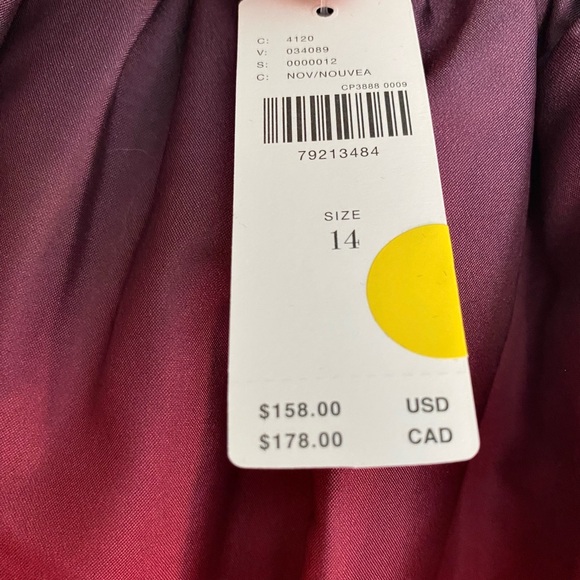 C: 4120
V: 034089
S: 0000012
C: NOV/NOUVEA
CP3888 0009
79213484
SIZE
14
$158.00 USD
$178.00 CAD